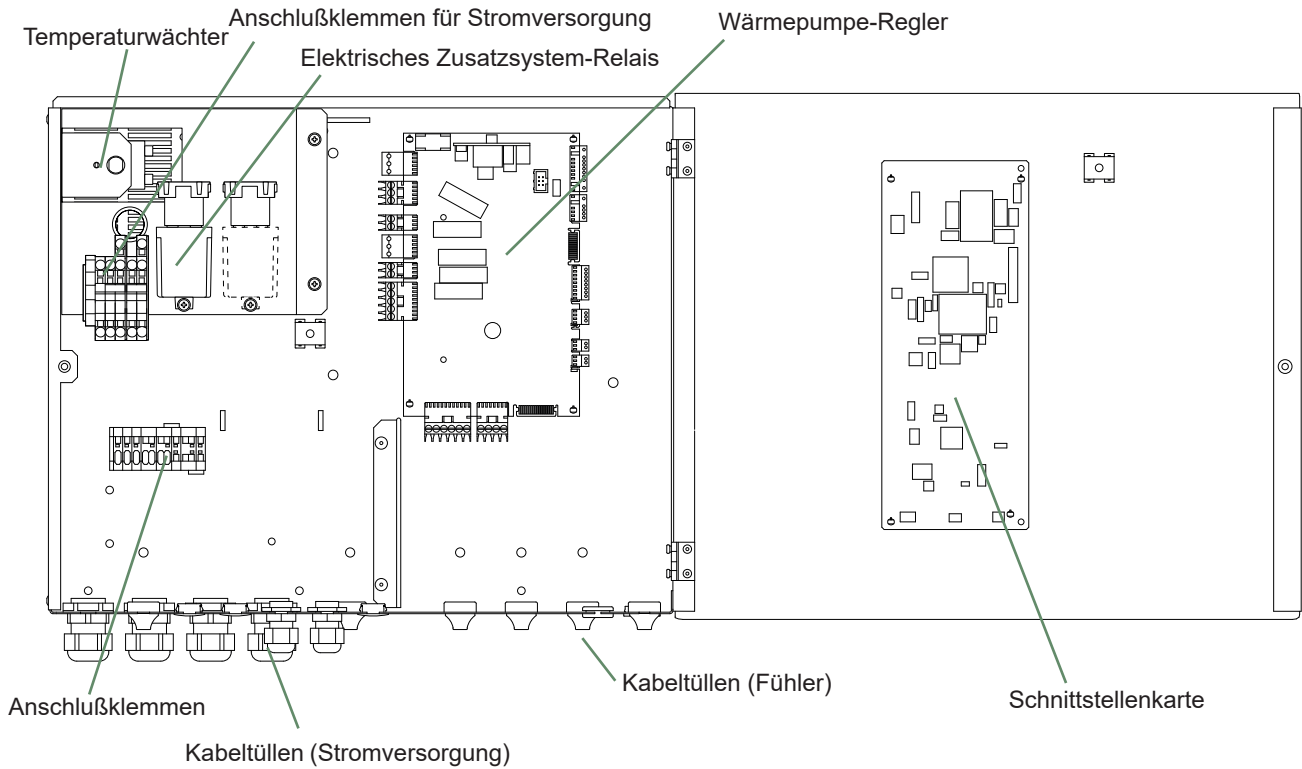 Anschlußklemmen für Stromversorgung
Wärmepumpe-Regler
Temperaturwächter
Elektrisches Zusatzsystem-Relais
Kabeltüllen (Fühler)
Schnittstellenkarte
Anschlußklemmen
Kabeltüllen (Stromversorgung)